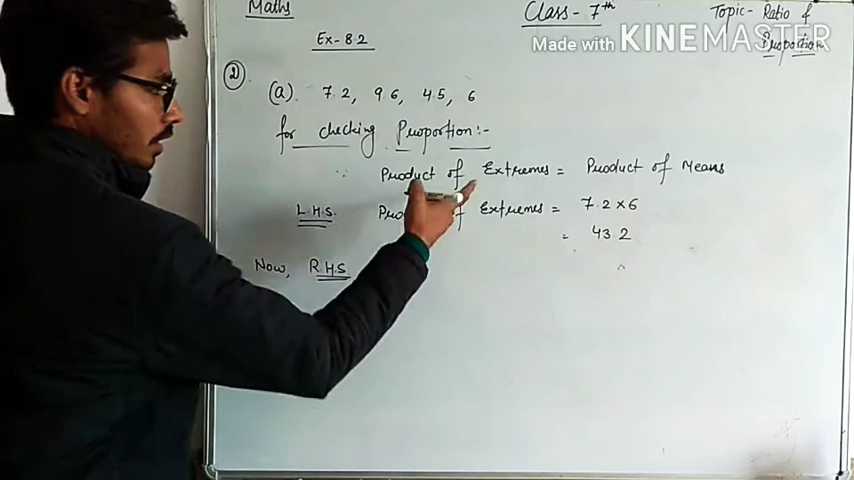 Maths Class - 7th Topic - Ratio &
Made with KINEMASTER
Proportion
Ex - 8.2
2 (a). 7.2, 9.6, 4.5, 6
for checking Proportion :-
∵ Product of Extremes = Product of Means
L.H.S. of Extremes = 7.2 × 6
= 43.2
Now, R.H.S.